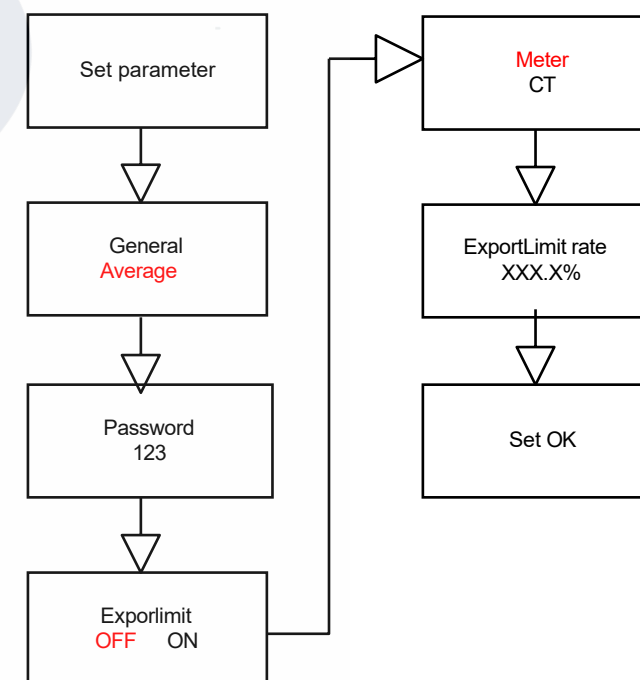 Set parameter
General
Average
Password
123
Exporlimit
OFF ON
Meter
CT
ExportLimit rate
XXX.X%
Set OK